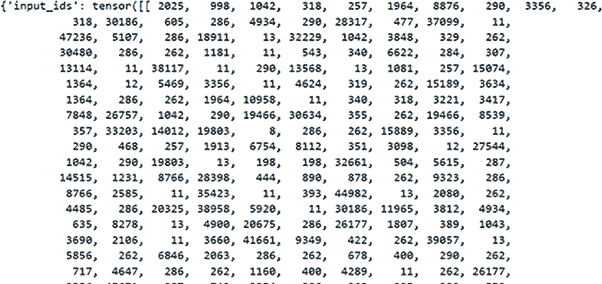 {'input_ids': tensor([[ 2025, 998, 1042, 318, 257, 1964, 8876, 290, 3356, 326,
318, 30186, 605, 286, 4934, 290, 28317, 477, 37099, 11,
47236, 5107, 286, 18911, 13, 32229, 1042, 3848, 329, 262,
30480, 286, 262, 1181, 11, 543, 340, 6622, 284, 307,
13114, 11, 38117, 11, 290, 13568, 13, 1081, 257, 15074,
1364, 12, 5469, 3356, 11, 4624, 319, 262, 15189, 3634,
1364, 286, 262, 1964, 10958, 11, 340, 318, 3221, 3417,
7848, 26757, 1042, 290, 19466, 30634, 355, 262, 19466, 8539,
357, 33203, 14012, 19803, 8, 286, 262, 15889, 3356, 11,
290, 468, 257, 1913, 6754, 8112, 351, 3098, 12, 27544,
1042, 290, 19803, 13, 198, 198, 32661, 504, 5615, 287,
14515, 1231, 8766, 28398, 444, 890, 878, 262, 9323, 286,
8766, 2585, 11, 35423, 11, 393, 44982, 13, 2080, 262,
4485, 286, 20325, 38958, 5920, 11, 30186, 11965, 3812, 4934,
635, 8278, 13, 4900, 20675, 286, 26177, 1807, 389, 1043,
3690, 2106, 11, 3660, 41661, 9349, 422, 262, 39057, 13,
5856, 262, 6846, 2063, 286, 262, 678, 400, 290, 262,
717, 4647, 286, 262, 1160, 400, 4289, 11, 262, 26177,